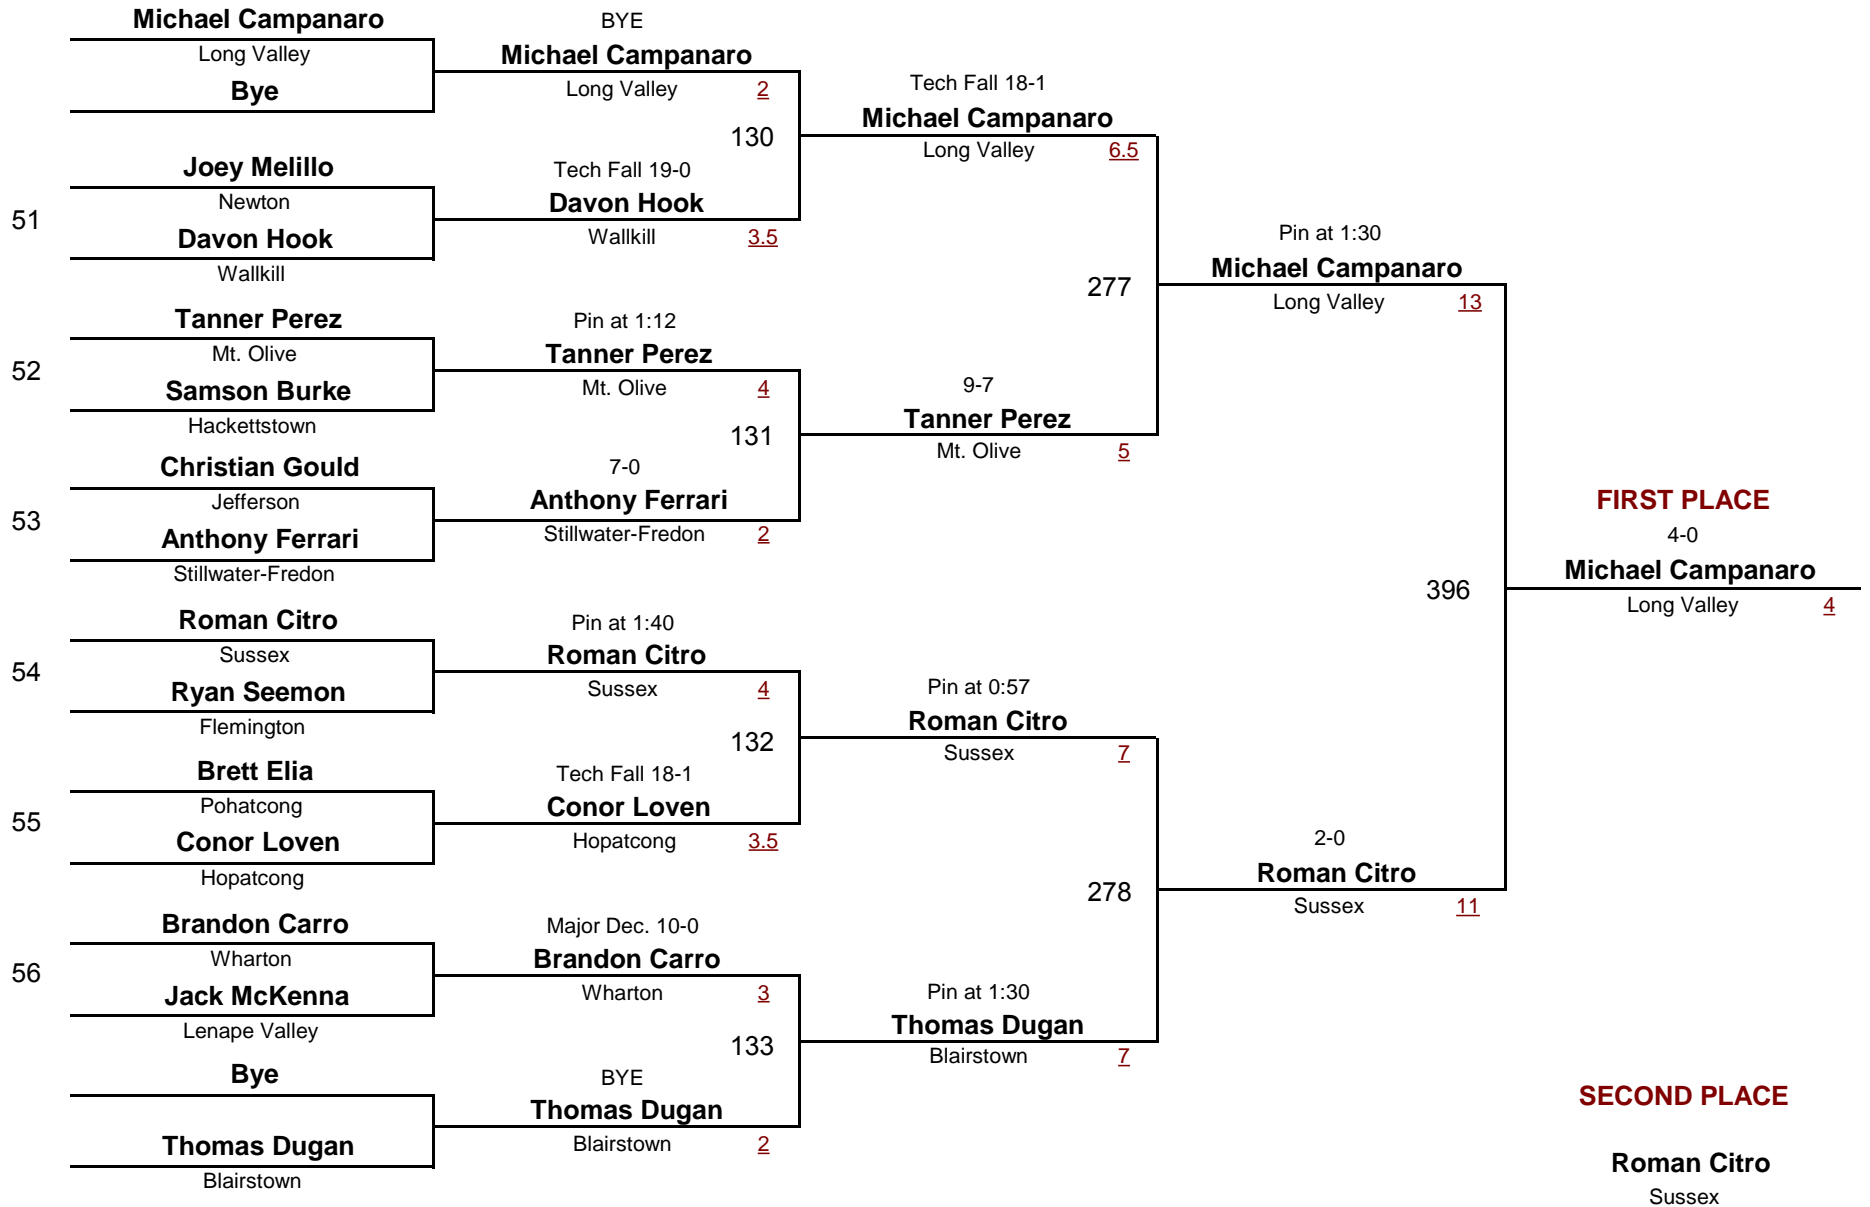 Michael Campanaro
Long Valley
Bye
51
Joey Melillo
Newton
Davon Hook
Wallkill
52
Tanner Perez
Mt. Olive
Samson Burke
Hackettstown
53
Christian Gould
Jefferson
Anthony Ferrari
Stillwater-Fredon
54
Roman Citro
Sussex
Ryan Seemon
Flemington
55
Brett Elia
Pohatcong
Conor Loven
Hopatcong
56
Brandon Carro
Wharton
Jack McKenna
Lenape Valley
Bye
Thomas Dugan
Blairstown
BYE
Michael Campanaro
Long Valley 2
130
Tech Fall 19-0
Davon Hook
Wallkill 3.5
Pin at 1:12
Tanner Perez
Mt. Olive 4
131
7-0
Anthony Ferrari
Stillwater-Fredon 2
Pin at 1:40
Roman Citro
Sussex 4
132
Tech Fall 18-1
Conor Loven
Hopatcong 3.5
Major Dec. 10-0
Brandon Carro
Wharton 3
133
BYE
Thomas Dugan
Blairstown 2
Tech Fall 18-1
Michael Campanaro
Long Valley 6.5
277
9-7
Tanner Perez
Mt. Olive 5
Pin at 0:57
Roman Citro
Sussex 7
278
Pin at 1:30
Thomas Dugan
Blairstown 7
Pin at 1:30
Michael Campanaro
Long Valley 13
396
2-0
Roman Citro
Sussex 11
FIRST PLACE
4-0
Michael Campanaro
Long Valley 4
SECOND PLACE
Roman Citro
Sussex